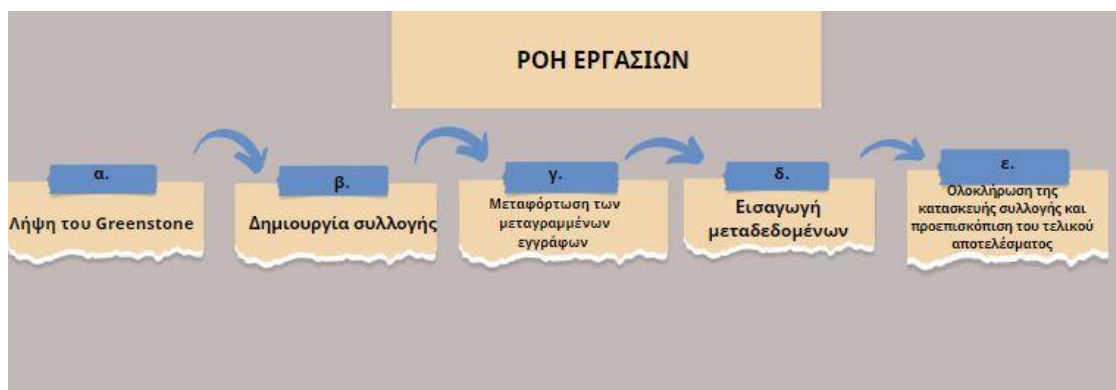 ΡΟΗ ΕΡΓΑΣΙΩΝ
α.
Λήψη του Greenstone
β.
Δημιουργία συλλογής
γ.
Μεταφόρτωση των
μεταγραμμένων
εγγράφων
δ.
Εισαγωγή
μεταδεδομένων
ε.
Ολοκλήρωση της
κατασκευής συλλογής και
προεπισκόπιση του τελικού
αποτελέσματος